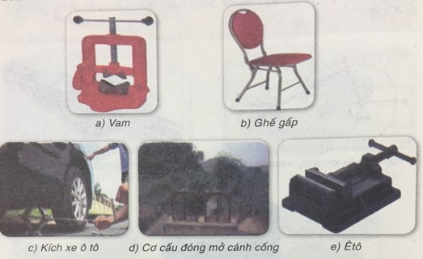 a) Vam
b) Ghế gấp
c) Kích xe ô tô
d) Cơ cấu đóng mở cánh cổng
e) Êtô